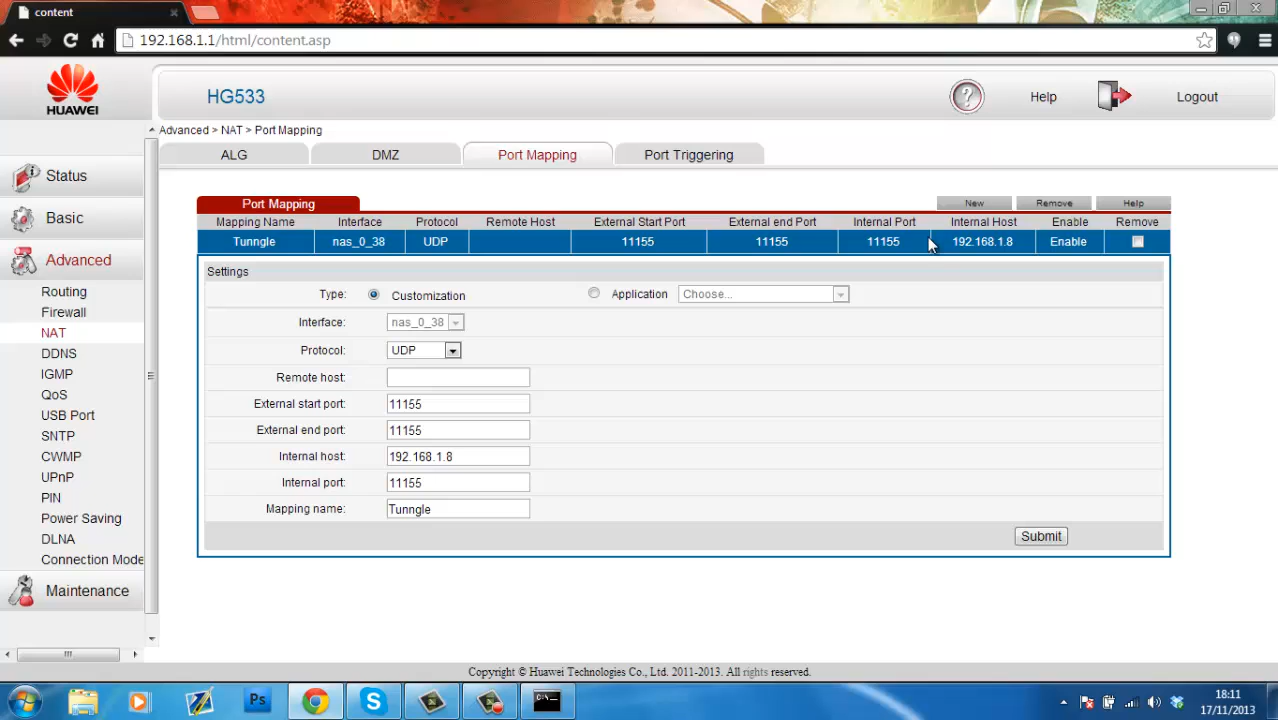 content
192.168.1.1/html/content.asp
HUAWEI
HG533
?
Help
Logout
Advanced > NAT > Port Mapping
ALG
DMZ
Port Mapping
Port Triggering
Status
Basic
Advanced
Routing
Firewall
NAT
DDNS
IGMP
QoS
USB Port
SNTP
CWMP
UPnP
PIN
Power Saving
DLNA
Connection Mode
Maintenance
Port Mapping
New
Remove
Help
Mapping Name Interface Protocol Remote Host External Start Port External end Port Internal Port Internal Host Enable Remove
Tunngle nas_0_38 UDP 11155 11155 11155 192.168.1.8 Enable
Settings
Type: Customization Application Choose...
Interface: nas_0_38
Protocol: UDP
Remote host:
External start port: 11155
External end port: 11155
Internal host: 192.168.1.8
Internal port: 11155
Mapping name: Tunngle
Submit
Copyright © Huawei Technologies Co., Ltd. 2011-2013. All rights reserved.
Ps
S
18:11
17/11/2013